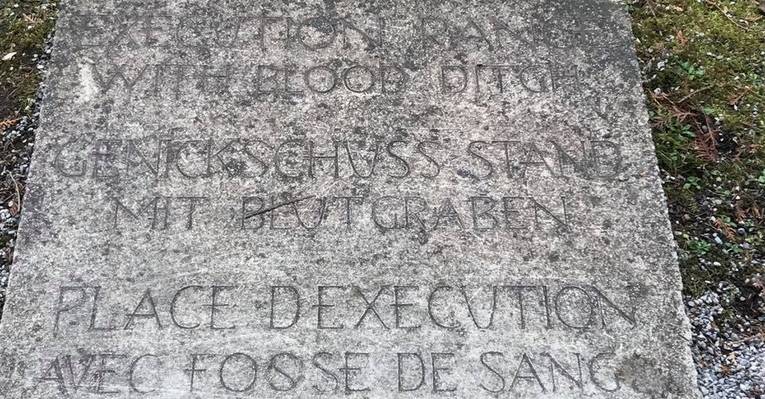 EXECUTION RANGE
WITH BLOOD DITCH
GENICKSCHUSS STAND
MIT BLUTGRABEN
PLACE DEXECUTION
AVEC FOSSE DE SANG